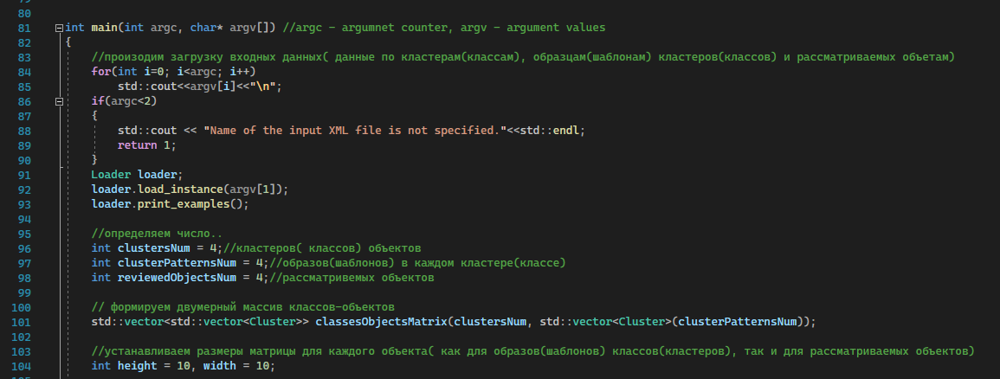 80
81 int main(int argc, char* argv[]) //argc - argumnet counter, argv - argument values
82 {
83 //произодим загрузку входных данных( данные по кластерам(классам), образцам(шаблонам) кластеров(классов) и рассматриваемых объетам)
84 for(int i=0; i<argc; i++)
85 std::cout<<argv[i]<<"\n";
86 if(argc<2)
87 {
88 std::cout << "Name of the input XML file is not specified."<<std::endl;
89 return 1;
90 }
91 Loader loader;
92 loader.load_instance(argv[1]);
93 loader.print_examples();
94
95 //определяем число..
96 int clustersNum = 4;//кластеров( классов) объектов
97 int clusterPatternsNum = 4;//образов(шаблонов) в каждом кластере(классе)
98 int reviewedObjectsNum = 4;//рассматривемых объектов
99
100 // формируем двумерный массив классов-объектов
101 std::vector<std::vector<Cluster>> classesObjectsMatrix(clustersNum, std::vector<Cluster>(clusterPatternsNum));
102
103 //устанавливаем размеры матрицы для каждого объекта( как для образов(шаблонов) классов(кластеров), так и для рассматриваемых объектов)
104 int height = 10, width = 10;